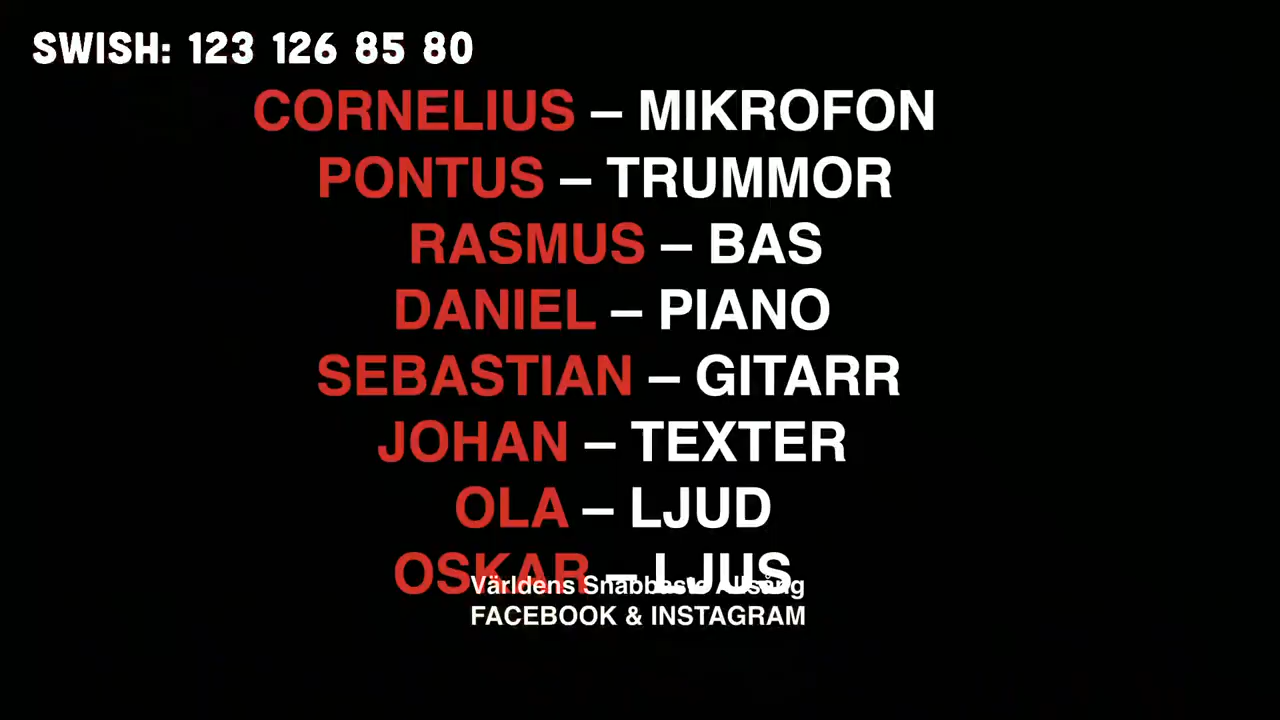 SWISH: 123 126 85 80
CORNELIUS – MIKROFON
PONTUS – TRUMMOR
RASMUS – BAS
DANIEL – PIANO
SEBASTIAN – GITARR
JOHAN – TEXTER
OLA – LJUD
OSKAR – LJUS
Världens Snabbaste Allsång
FACEBOOK & INSTAGRAM